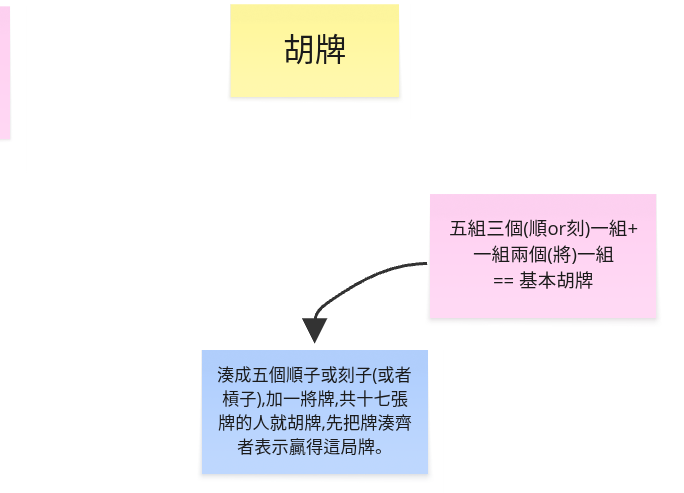 胡牌
五組三個(順or刻)一組+
一組兩個(將)一組
== 基本胡牌
湊成五個順子或刻子(或者
槓子),加一將牌,共十七張
牌的人就胡牌,先把牌湊齊
者表示贏得這局牌。